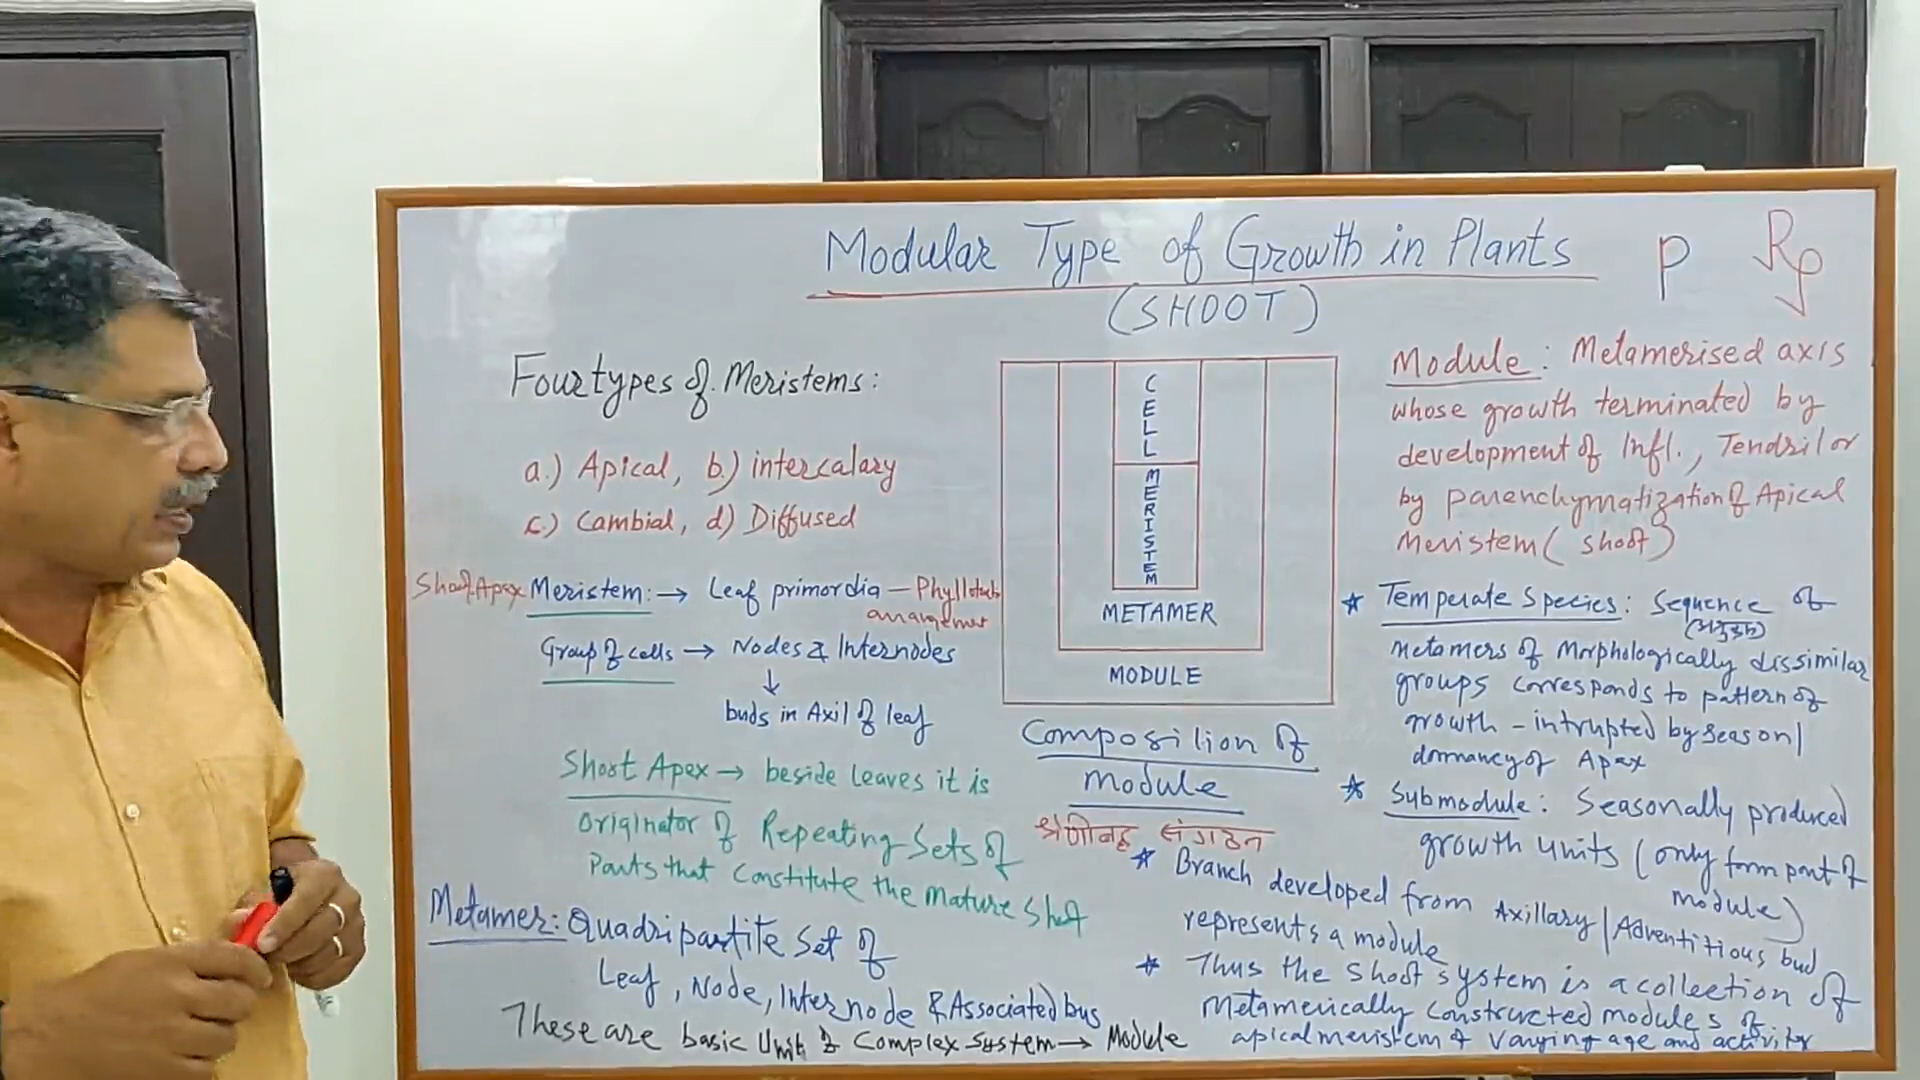 Modular Type of Growth in Plants
(SHOOT)
P
Four types of Meristems:
a.) Apical, b.) intercalary
c.) Cambial, d) Diffused
Shoot Apex Meristem: → Leaf primordia –
Group of cells → Nodes & Internodes
↓
buds in Axil of leaf
Shoot Apex → beside leaves it is
originator of Repeating Sets of
Parts that constitute the mature Shoot
Metamer: Quadripartite Set of
Leaf, Node, Internode & Associated bus
These are basic Unit of Complex System → Module
CELL
MERISTEM
METAMER
MODULE
Composition of
Module
श्रेणीबद्ध संगठन
Module: Metamerised axis
whose growth terminated by
development of Infl., Tendril or
by parenchymatization of Apical
Meristem (shoot)
★ Temperate Species: Sequence of
metamers of Morphologically dissimilar
groups corresponds to pattern of
growth – intrupted by season/
dormancy of Apex
★ Submodule: Seasonally produced
growth units (only form part of
module)
★ Branch developed from Axillary/Adventitious bud
represents a module
★ Thus the Shoot system is a collection of
Metamerically Constructed modules of
apical meristem of Varying age and activity